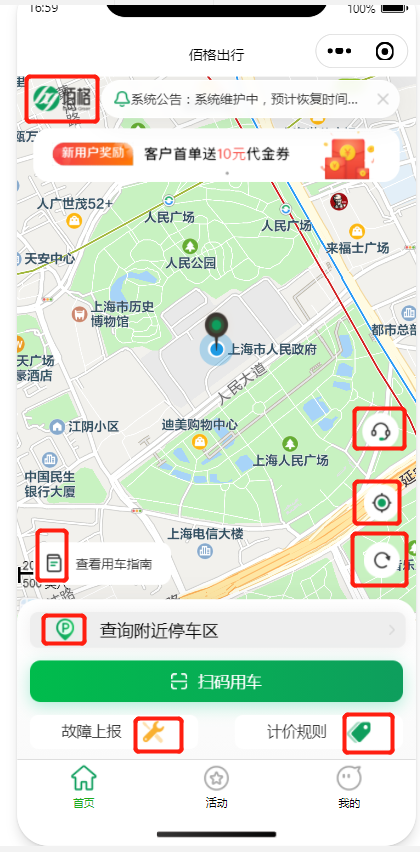 16:59
100%
佰格出行
佰格
系统公告：系统维护中，预计恢复时间...
新用户奖励
客户首单送10元代金券
人广世茂52+
人民广场
人民广场
来福士广场
天安中心
人民公园
上海市历史
博物馆
都市总部
上海市人民政府
天广场
豪酒店
人民大道
江阴小区
迪美购物中心
上海人民广场
中国民生
银行大厦
上海电信大楼
查看用车指南
P
查询附近停车区
扫码用车
故障上报
计价规则
首页
活动
我的